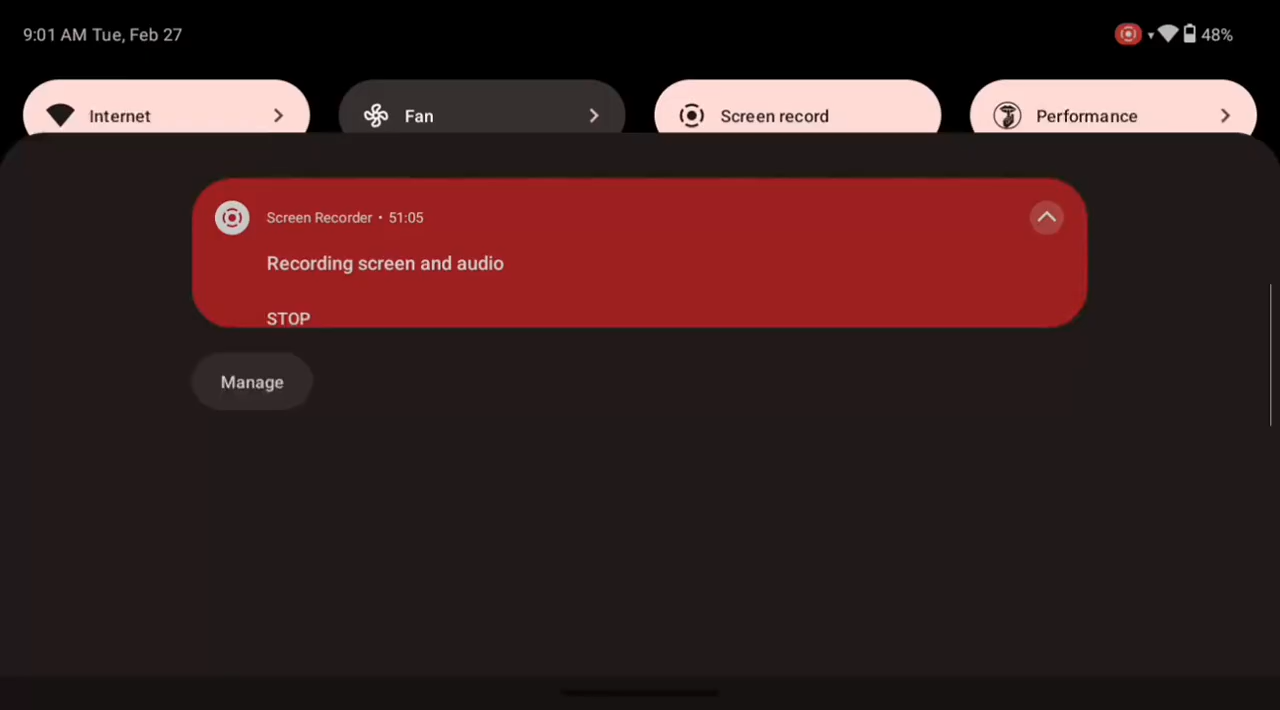 9:01 AM Tue, Feb 27
48%
Internet
Fan
Screen record
Performance
Screen Recorder • 51:05
Recording screen and audio
STOP
Manage